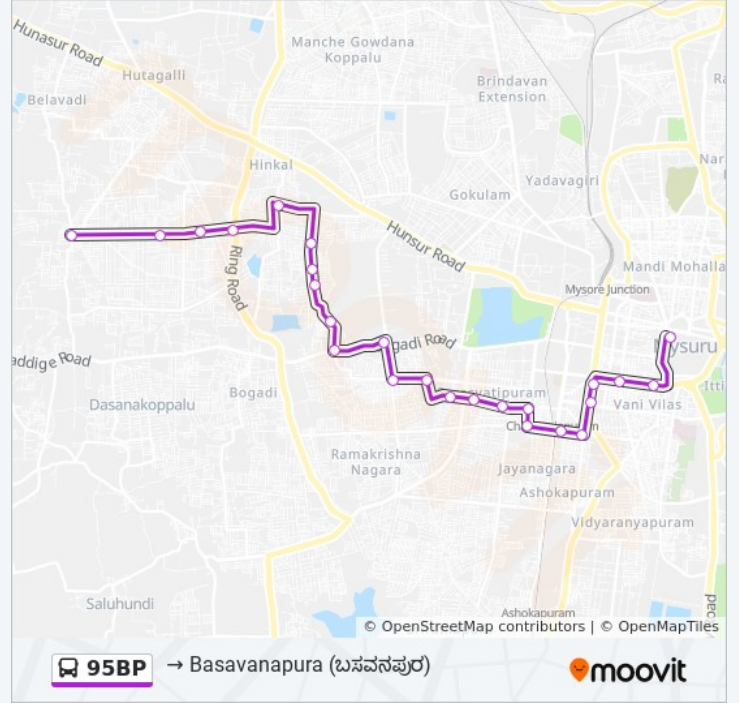 Hunasur Road
Manche Gowdana
Koppalu
Hutagalli
Brindavan
Extension
Belavadi
Hinkal
Yadavagiri
Gokulam
Hunsur Road
Mandi Mohalla
Ring Road
Mysore Junction
Mysuru
gadi Road
addige Road
Bogadi
Dasanakoppalu
Vani Vilas
Itti
Ramakrishna
Nagara
Jayanagara
Ashokapuram
Vidyaranyapuram
Saluhundi
Ashokapuram
© OpenStreetMap contributors | © OpenMapTiles
95BP
→ Basavanapura (ಬಸವನಪುರ)
moovit